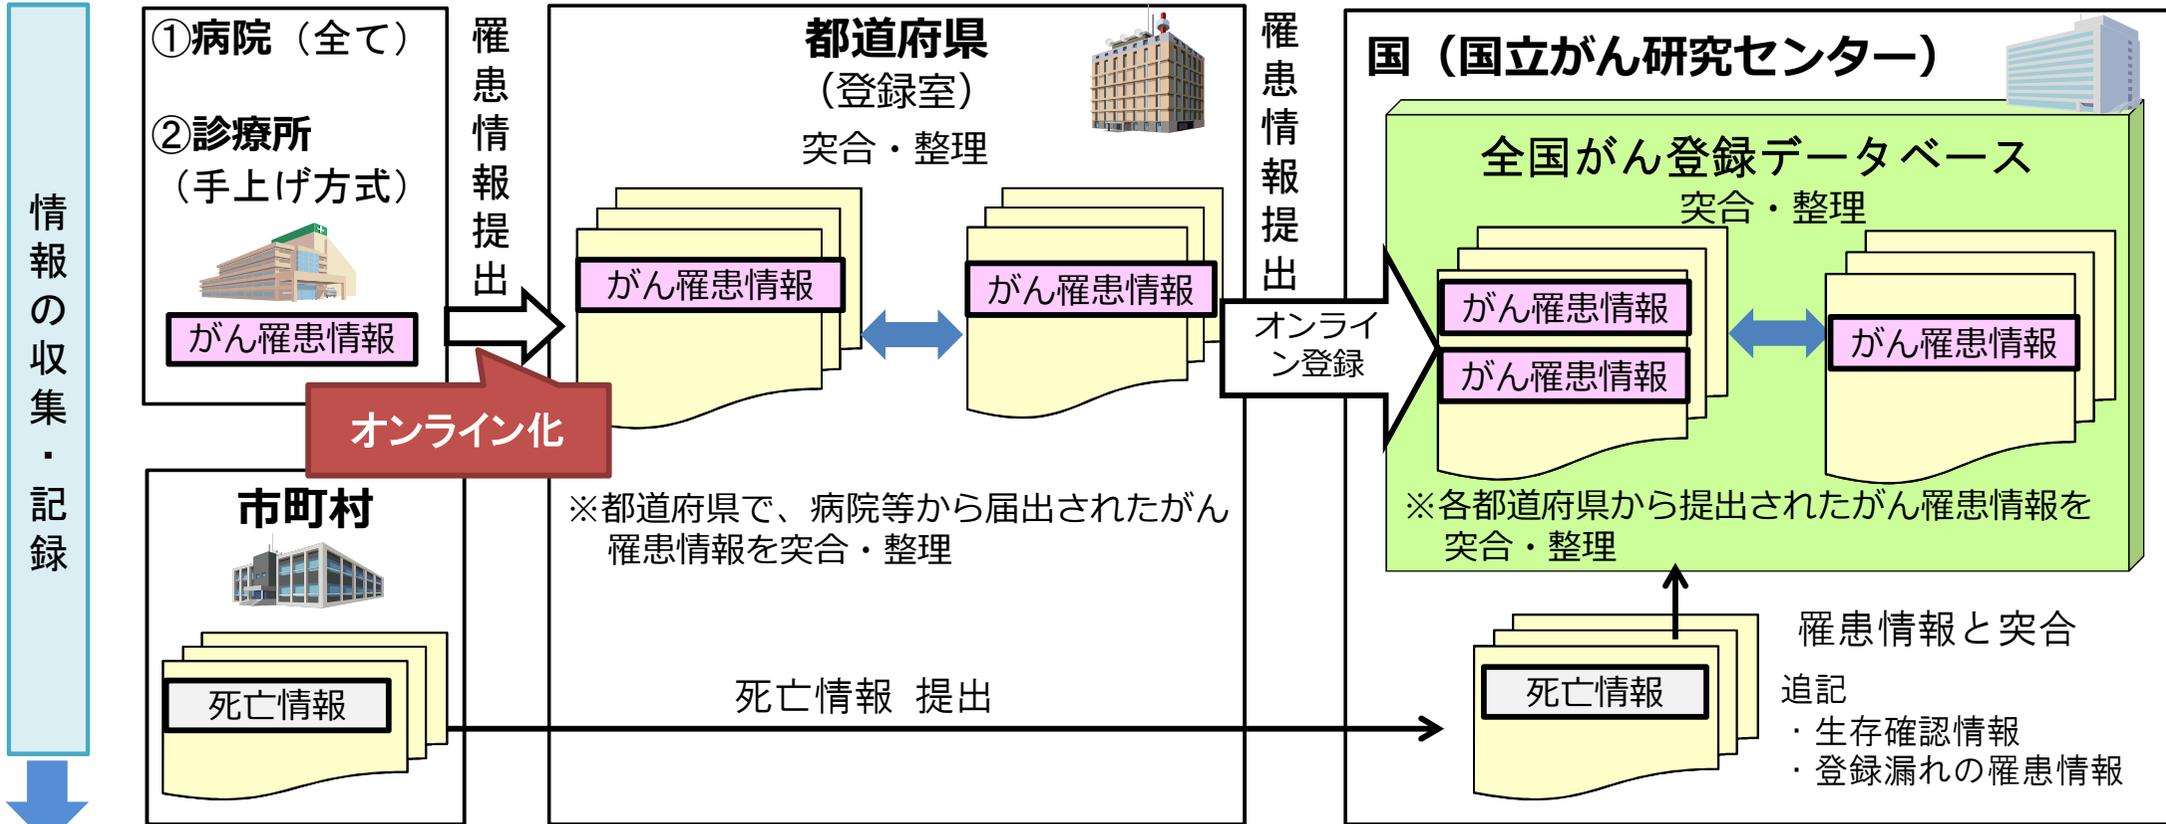 情報の収集・記録
①病院（全て）
②診療所
（手上げ方式）
がん罹患情報
罹患情報提出
オンライン化
都道府県
（登録室）
突合・整理
がん罹患情報
がん罹患情報
※都道府県で、病院等から届出されたがん
罹患情報を突合・整理
罹患情報提出
オンライ
ン登録
国（国立がん研究センター）
全国がん登録データベース
突合・整理
がん罹患情報
がん罹患情報
がん罹患情報
※各都道府県から提出されたがん罹患情報を
突合・整理
市町村
死亡情報
死亡情報 提出
死亡情報
罹患情報と突合
追記
・生存確認情報
・登録漏れの罹患情報